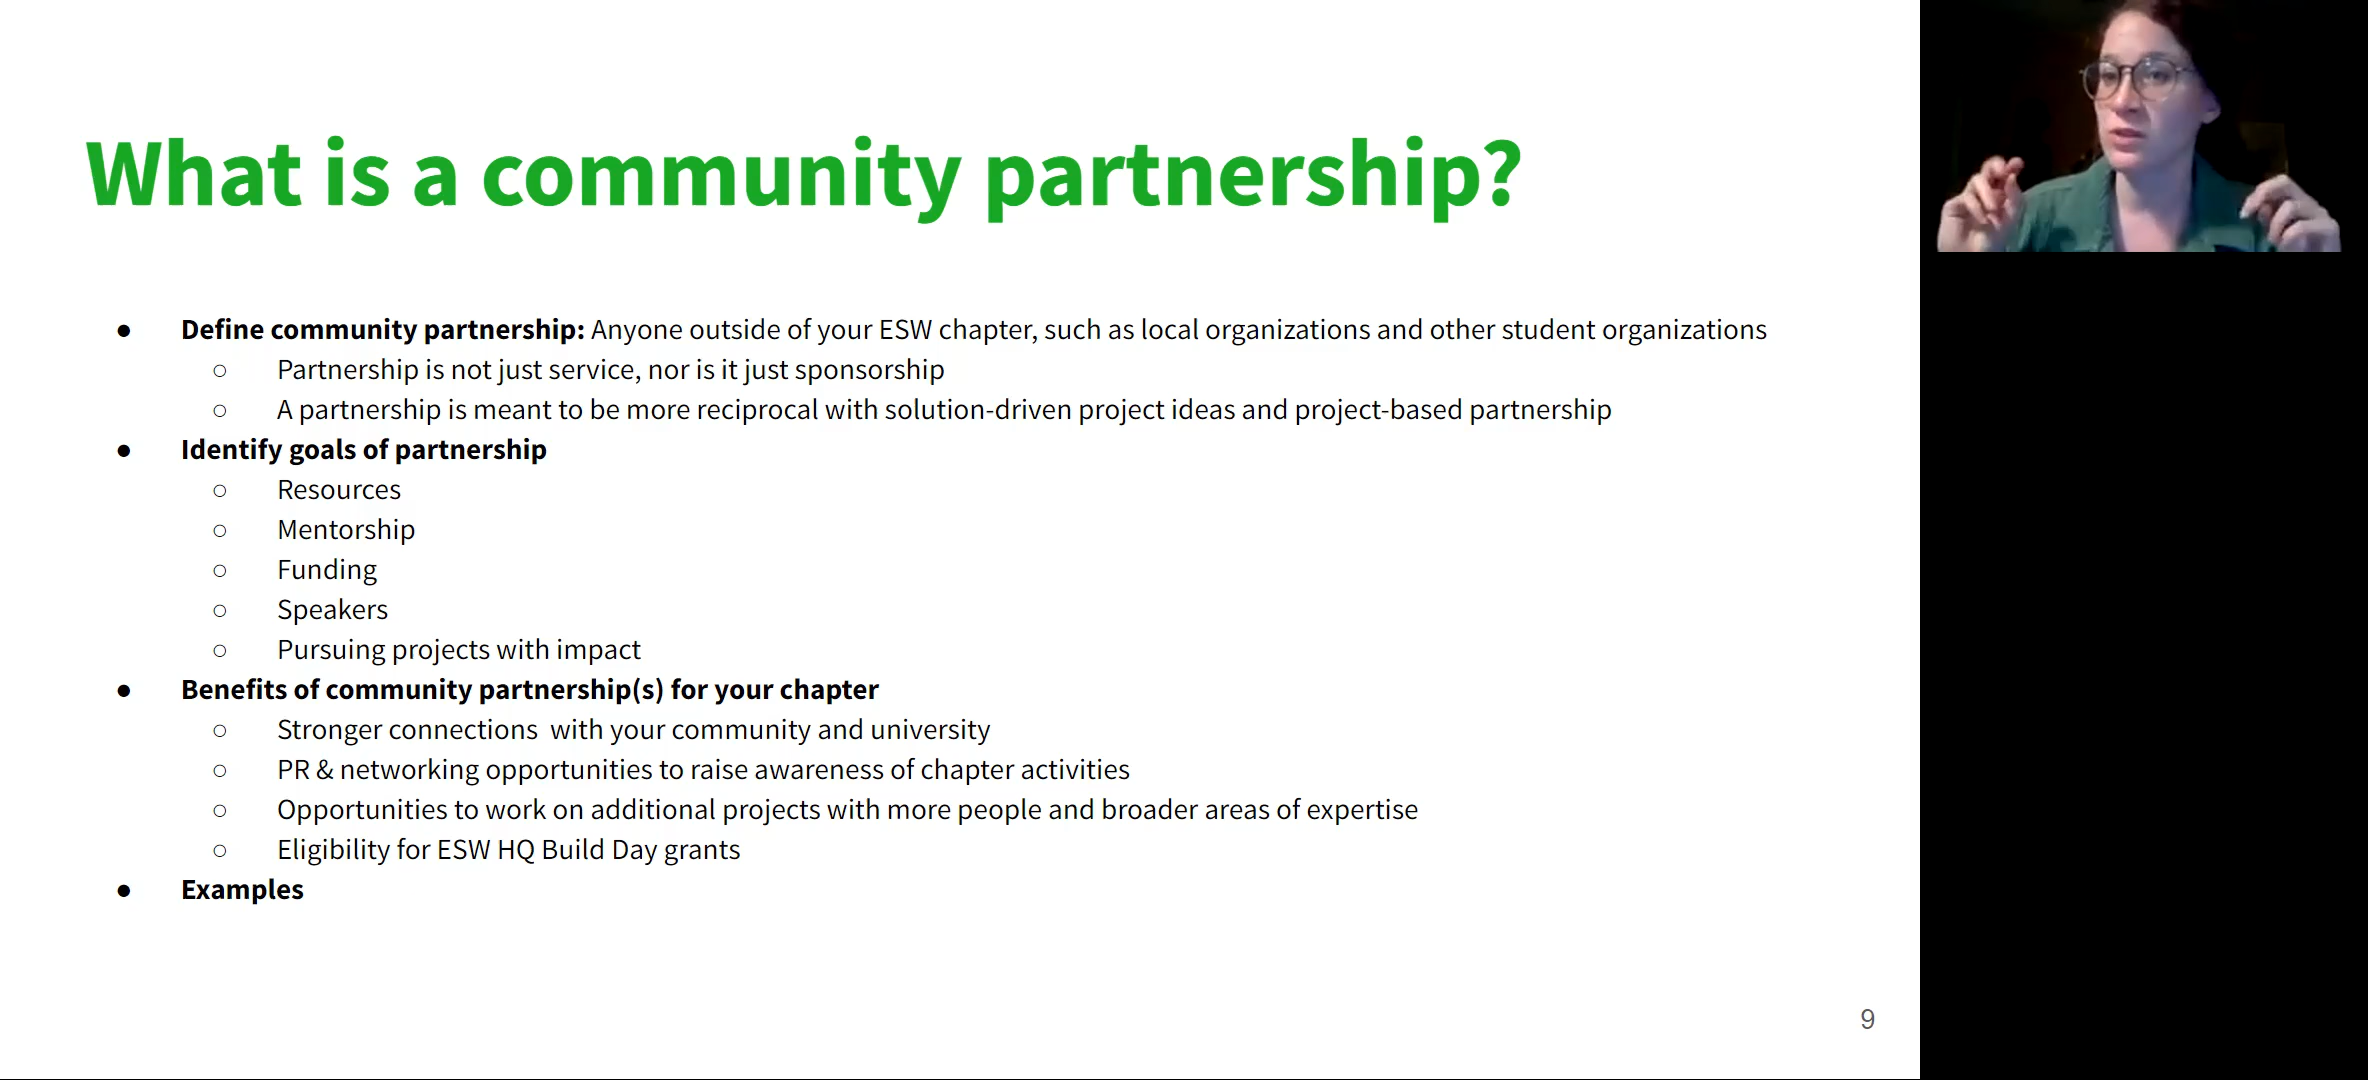 What is a community partnership?
● Define community partnership: Anyone outside of your ESW chapter, such as local organizations and other student organizations
○ Partnership is not just service, nor is it just sponsorship
○ A partnership is meant to be more reciprocal with solution-driven project ideas and project-based partnership
● Identify goals of partnership
○ Resources
○ Mentorship
○ Funding
○ Speakers
○ Pursuing projects with impact
● Benefits of community partnership(s) for your chapter
○ Stronger connections  with your community and university
○ PR & networking opportunities to raise awareness of chapter activities
○ Opportunities to work on additional projects with more people and broader areas of expertise
○ Eligibility for ESW HQ Build Day grants
● Examples
9